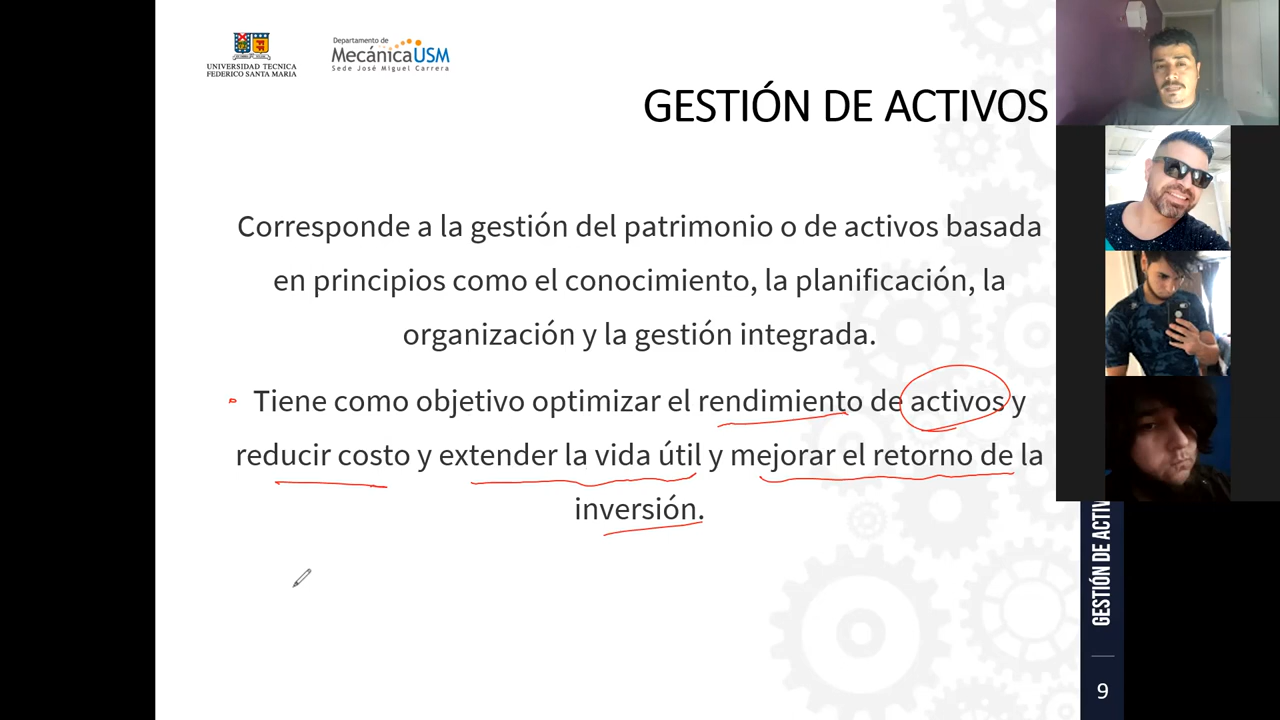 UNIVERSIDAD TECNICA
FEDERICO SANTA MARIA
Departamento de
MecánicaUSM
Sede José Miguel Carrera
GESTIÓN DE ACTIVOS
Corresponde a la gestión del patrimonio o de activos basada
en principios como el conocimiento, la planificación, la
organización y la gestión integrada.
Tiene como objetivo optimizar el rendimiento de activos y
reducir costo y extender la vida útil y mejorar el retorno de la
inversión.
GESTIÓN DE ACTIV
9